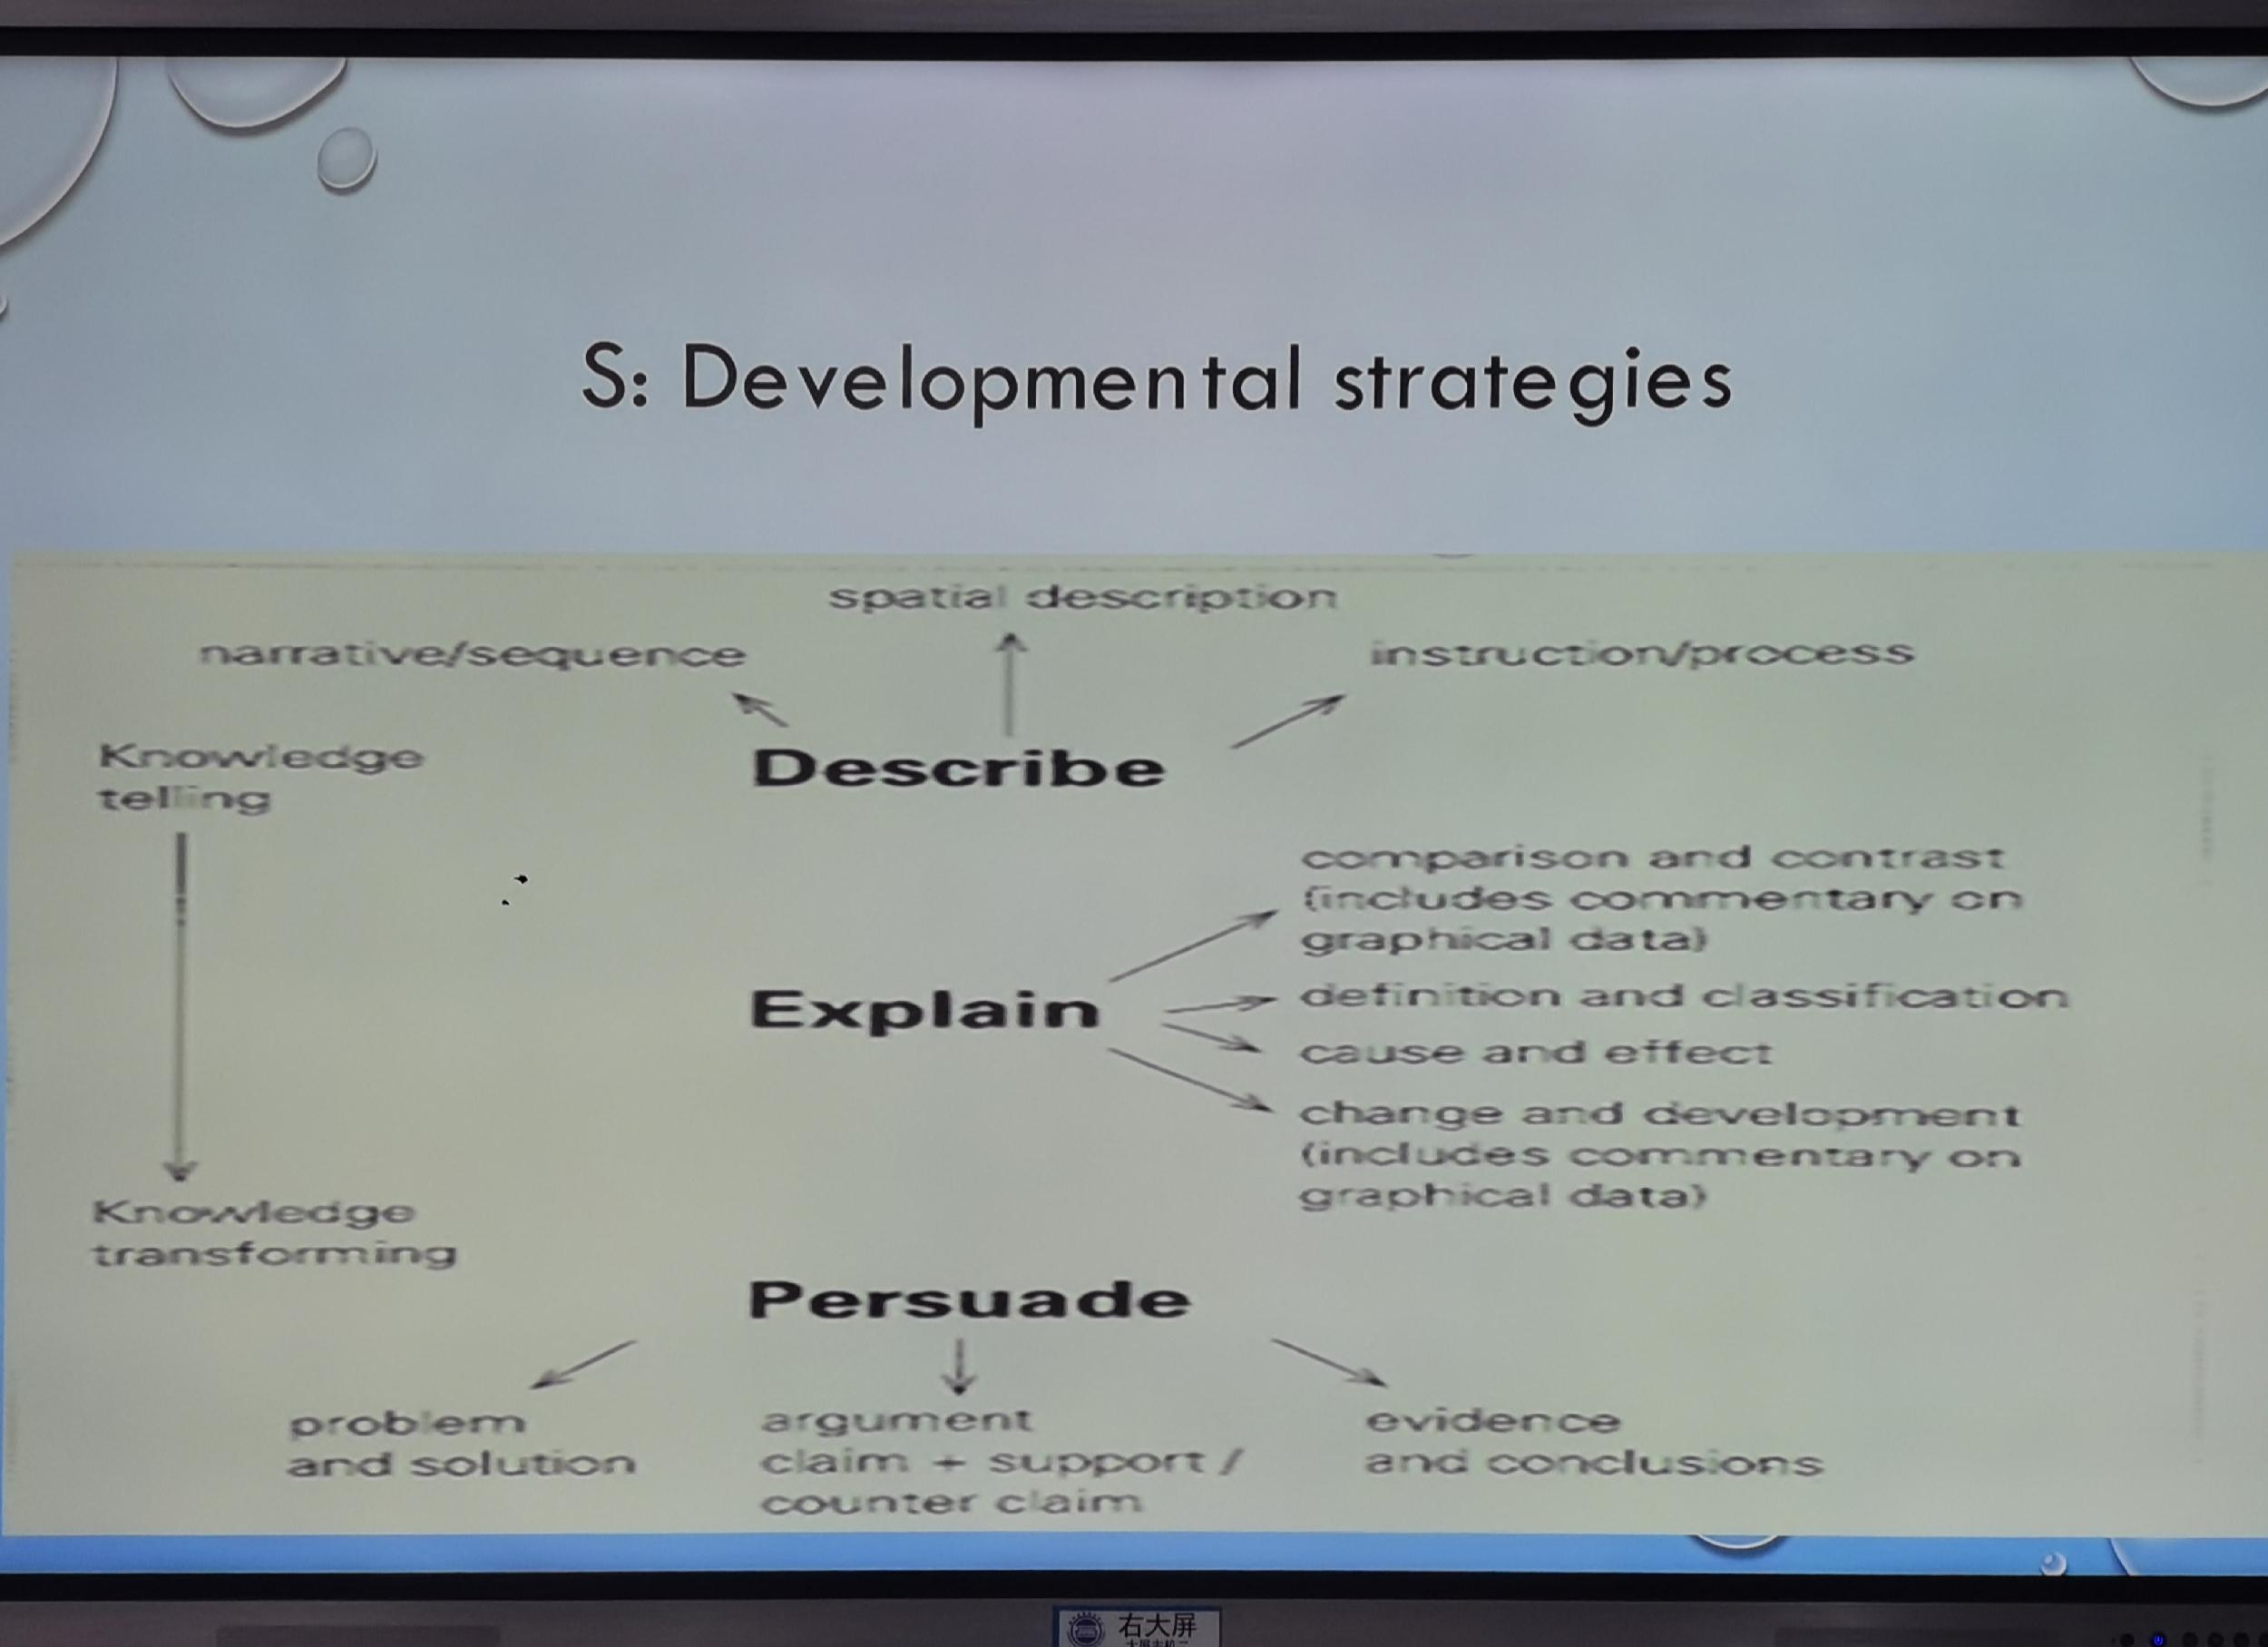 S: Developmental strategies
spatial description
narrative/sequence
instruction/process
Knowledge
telling
Describe
comparison and contrast
(includes commentary on
graphical data)
Explain
definition and classification
cause and effect
change and development
(includes commentary on
graphical data)
Knowledge
transforming
Persuade
problem
and solution
argument
claim + support /
counter claim
evidence
and conclusions
右大屏